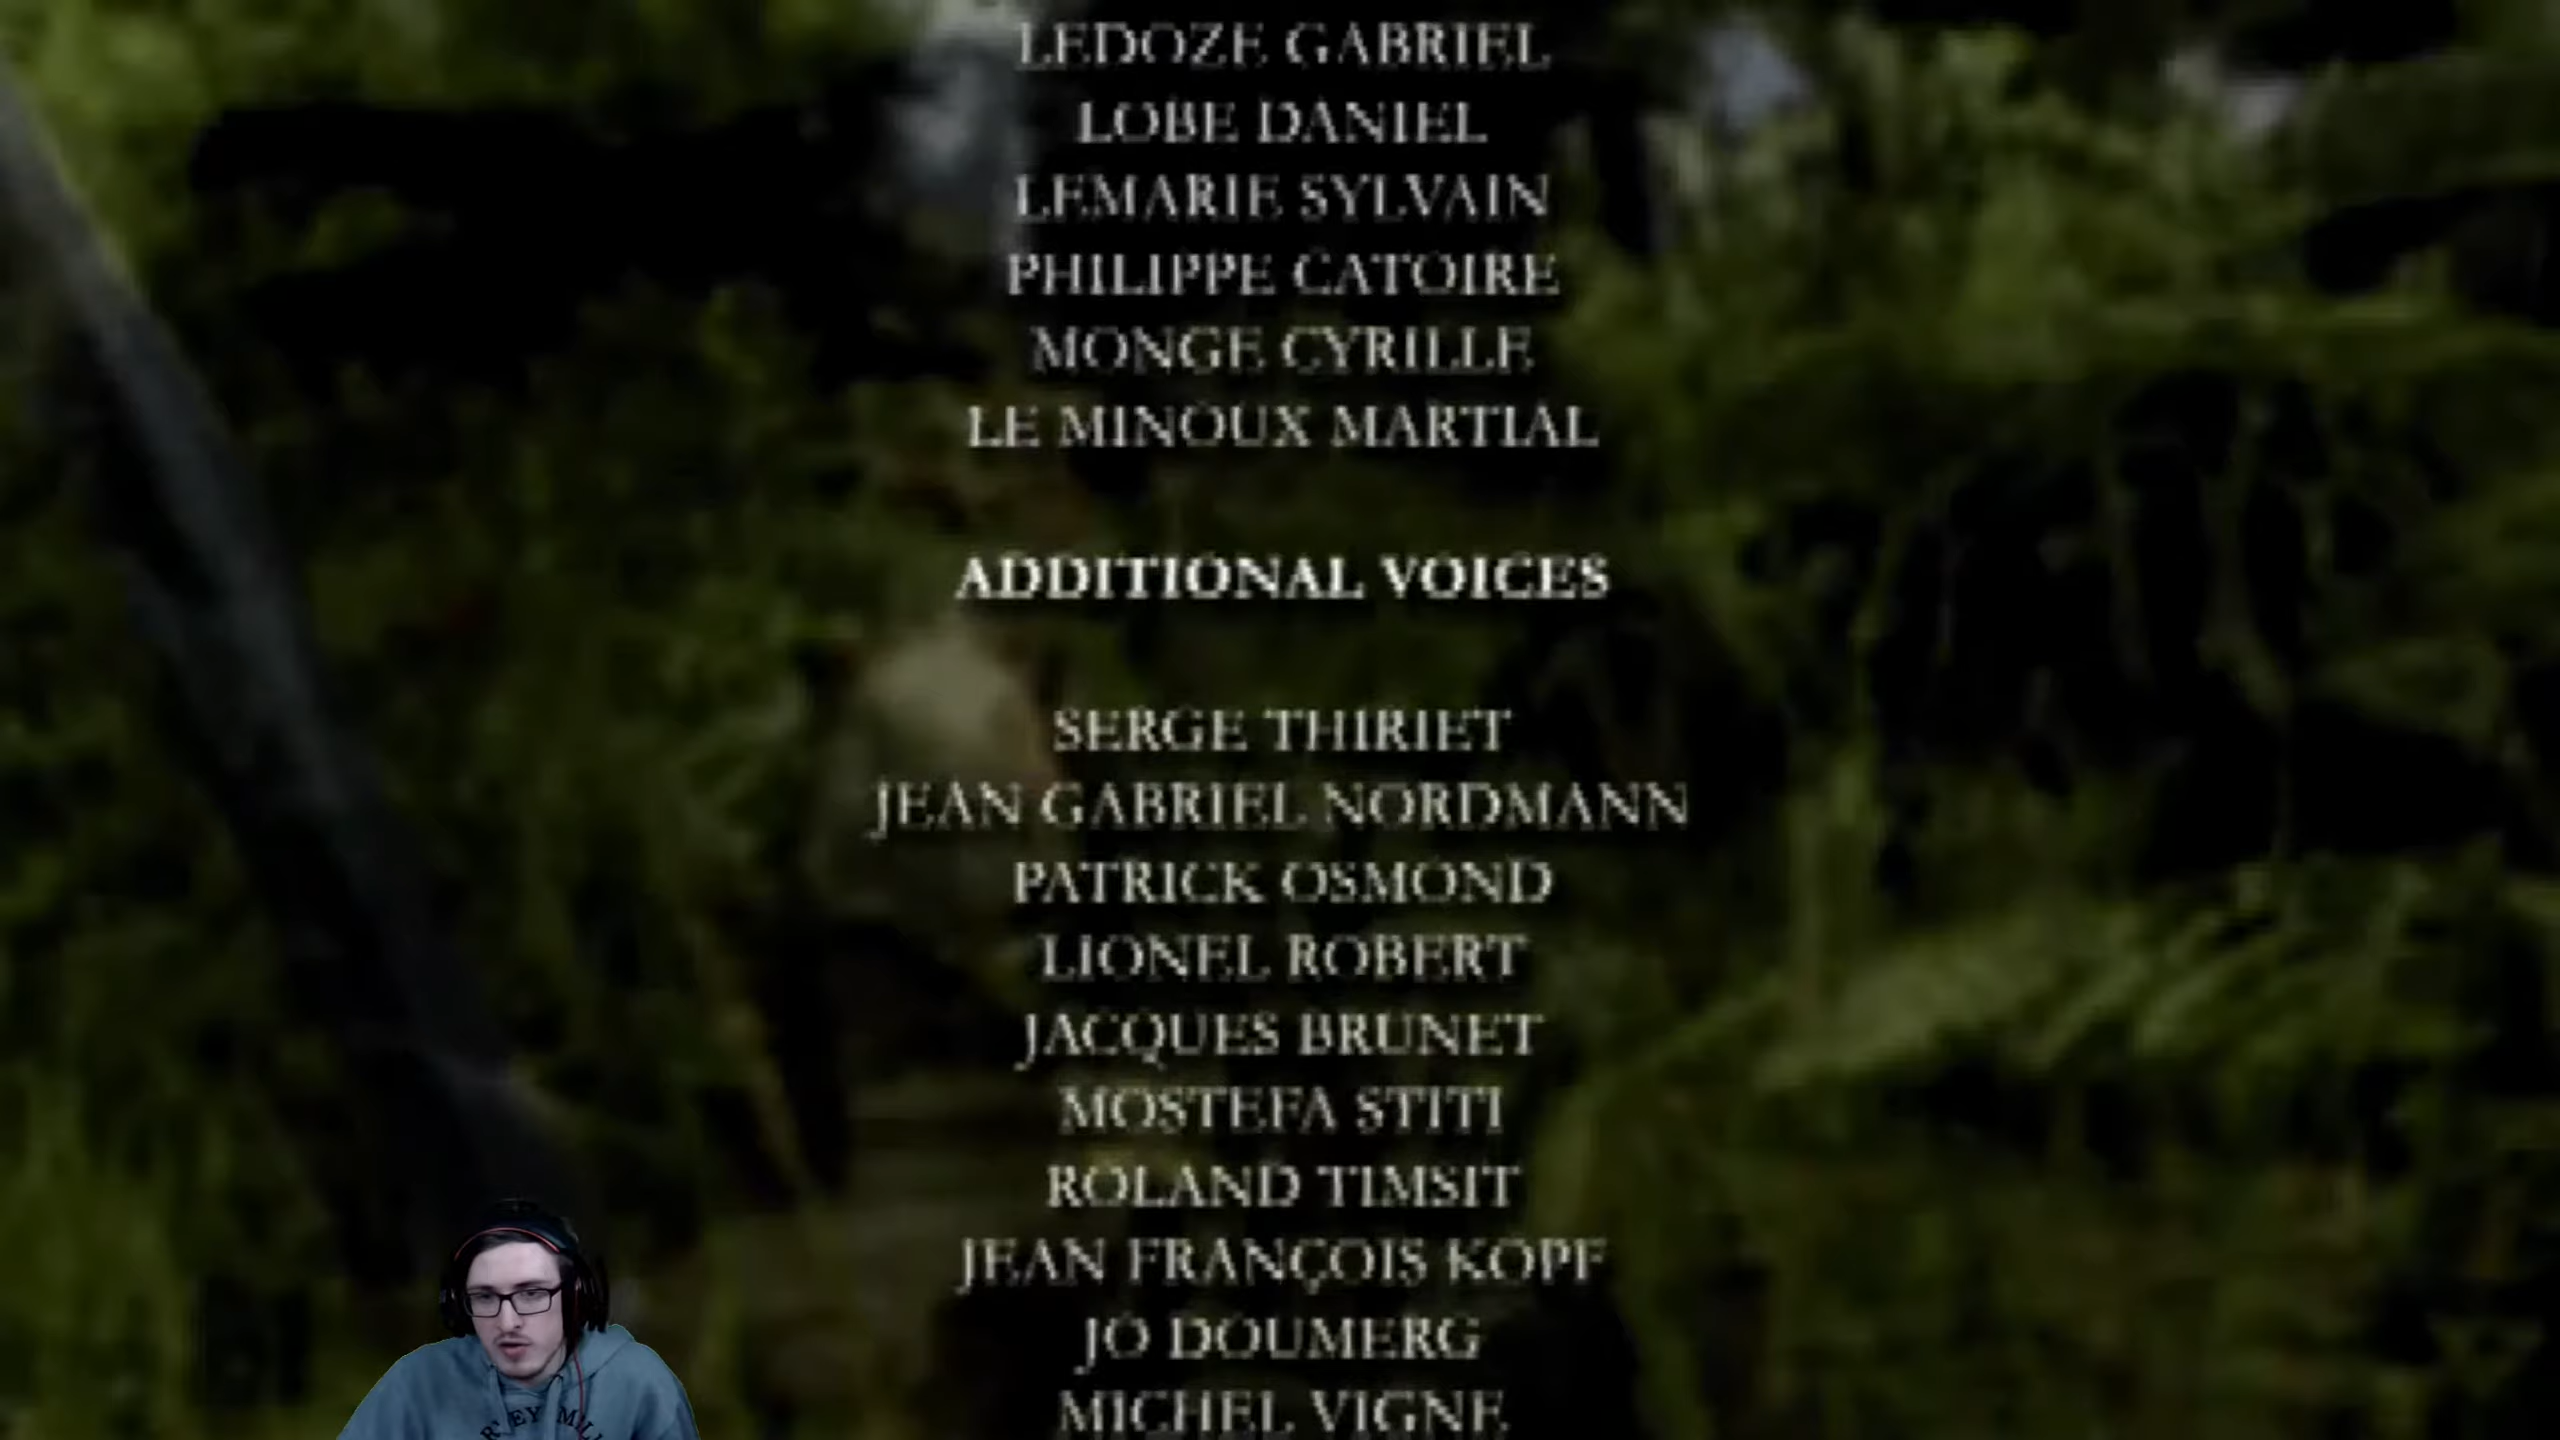 LEDOZE GABRIEL
LOBE DANIEL
LEMARIE SYLVAIN
PHILIPPE CATOIRE
MONGE CYRILLE
LE MINOUX MARTIAL
ADDITIONAL VOICES
SERGE THIRIET
JEAN GABRIEL NORDMANN
PATRICK OSMOND
LIONEL ROBERT
JACQUES BRUNET
MOSTEFA STITI
ROLAND TIMSIT
JEAN FRANÇOIS KOPF
JO DOUMERG
MICHEL VIGNE